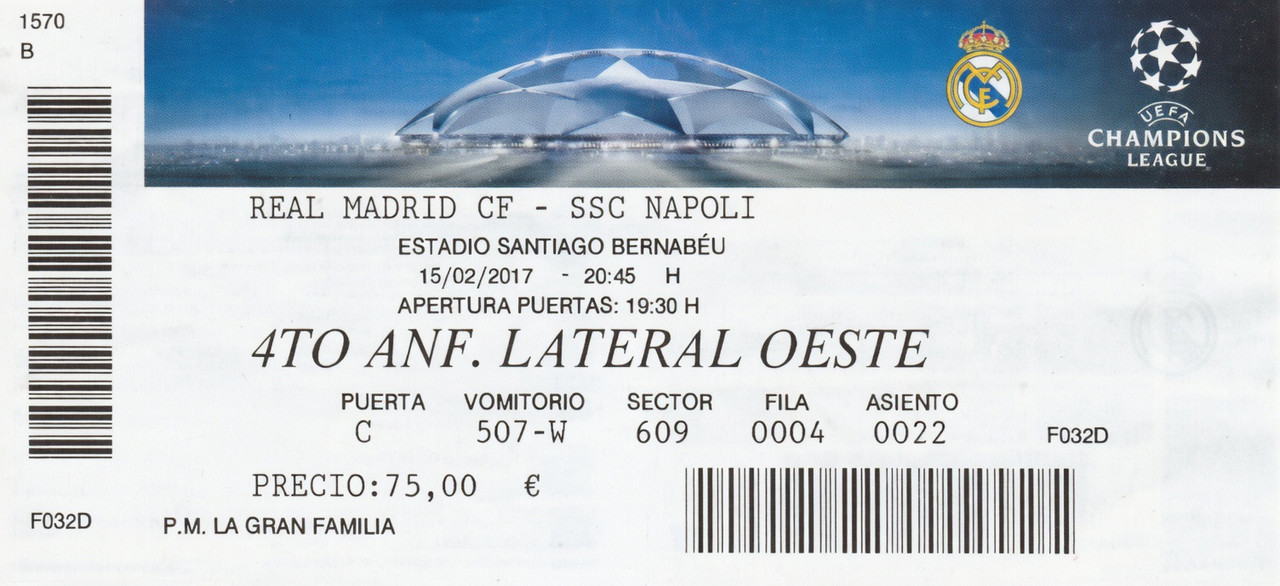 1570
B
UEFA
CHAMPIONS
LEAGUE
REAL MADRID CF - SSC NAPOLI
ESTADIO SANTIAGO BERNABÉU
15/02/2017 - 20:45 H
APERTURA PUERTAS: 19:30 H
4TO ANF. LATERAL OESTE
PUERTA VOMITORIO SECTOR FILA ASIENTO
C 507-W 609 0004 0022 F032D
PRECIO:75,00 €
F032D P.M. LA GRAN FAMILIA